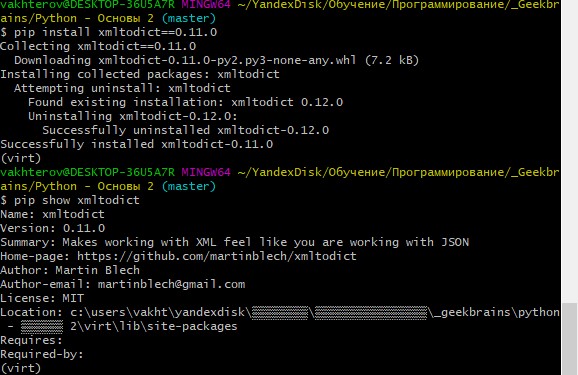 vakhterov@DESKTOP-36U5A7R MINGW64 ~/YandexDisk/Обучение/Программирование/_Geekbr
ains/Python - Основы 2 (master)
$ pip install xmltodict==0.11.0
Collecting xmltodict==0.11.0
  Downloading xmltodict-0.11.0-py2.py3-none-any.whl (7.2 kB)
Installing collected packages: xmltodict
  Attempting uninstall: xmltodict
    Found existing installation: xmltodict 0.12.0
    Uninstalling xmltodict-0.12.0:
      Successfully uninstalled xmltodict-0.12.0
Successfully installed xmltodict-0.11.0
(virt)
vakhterov@DESKTOP-36U5A7R MINGW64 ~/YandexDisk/Обучение/Программирование/_Geekbr
ains/Python - Основы 2 (master)
$ pip show xmltodict
Name: xmltodict
Version: 0.11.0
Summary: Makes working with XML feel like you are working with JSON
Home-page: https://github.com/martinblech/xmltodict
Author: Martin Blech
Author-email: martinblech@gmail.com
License: MIT
Location: c:\users\vakht\yandexdisk\▒▒▒▒▒▒▒▒\▒▒▒▒▒▒▒▒▒▒▒▒▒▒▒▒\_geekbrains\python
 - ▒▒▒▒▒▒ 2\virt\lib\site-packages
Requires:
Required-by:
(virt)